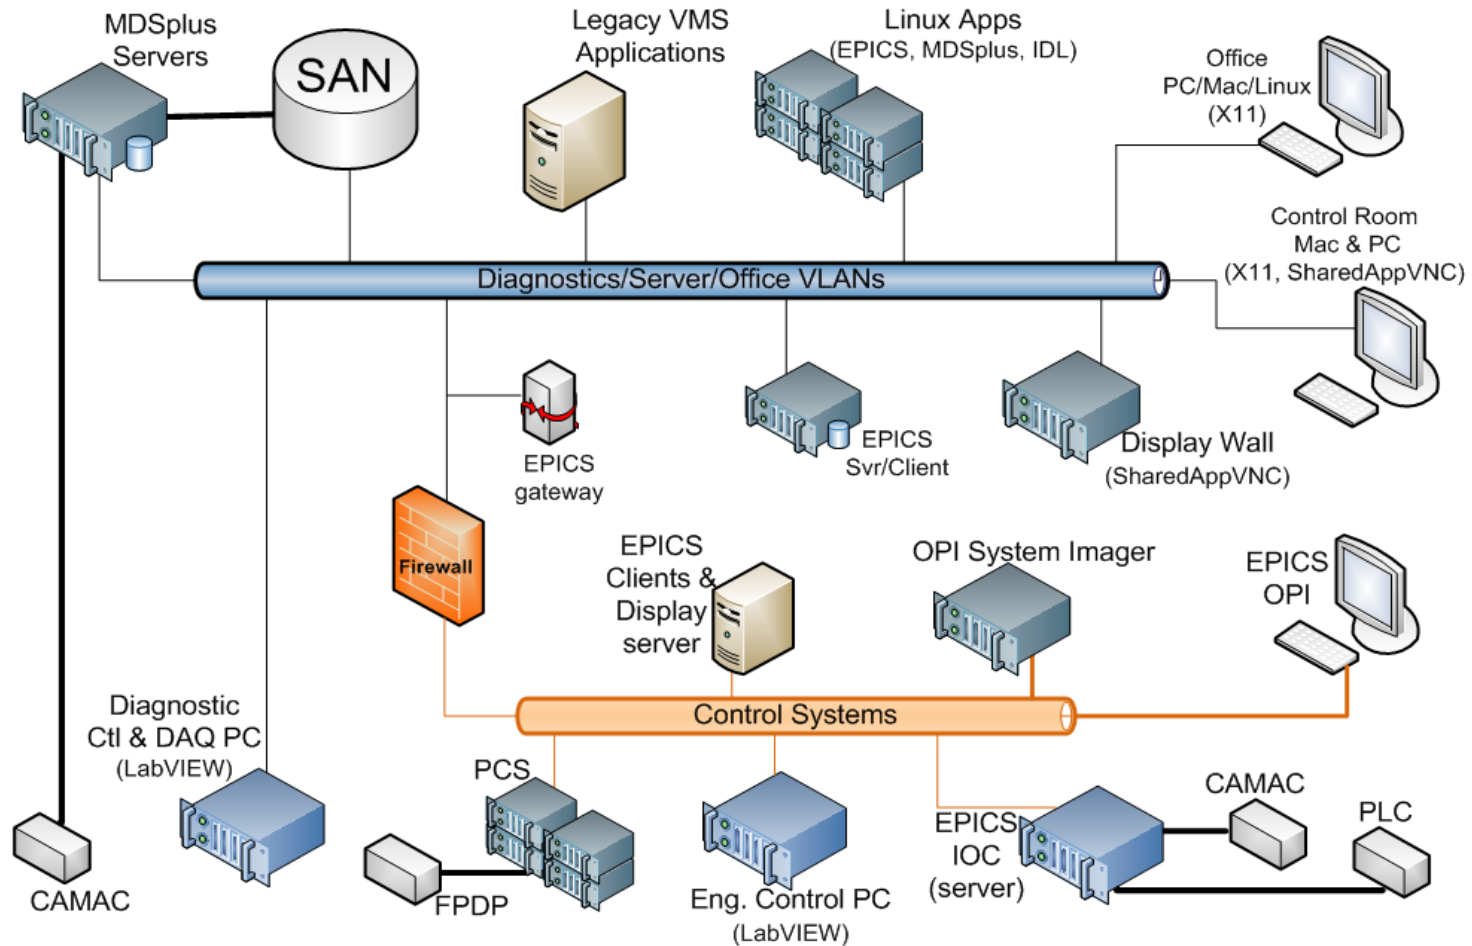 MDSplus
Servers
SAN
Legacy VMS
Applications
Linux Apps
(EPICS, MDSplus, IDL)
Office
PC/Mac/Linux
(X11)
Control Room
Mac & PC
(X11, SharedAppVNC)
Diagnostics/Server/Office VLANs
EPICS
gateway
EPICS
Svr/Client
Display Wall
(SharedAppVNC)
Firewall
EPICS
Clients &
Display
server
OPI System Imager
EPICS
OPI
Control Systems
Diagnostic
Ctl & DAQ PC
(LabVIEW)
CAMAC
PCS
FPDP
Eng. Control PC
(LabVIEW)
EPICS
IOC
(server)
CAMAC
PLC